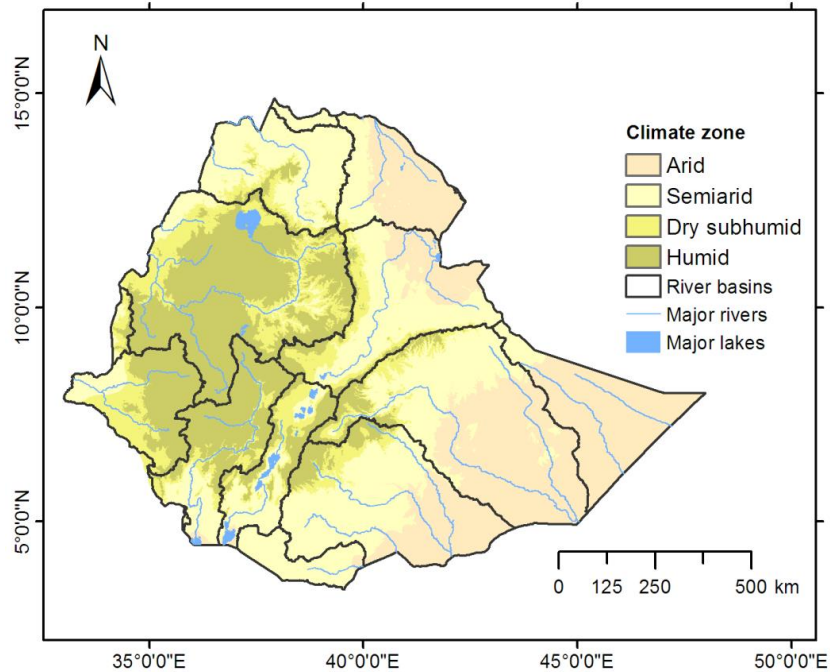 N
15°0'0"N
10°0'0"N
5°0'0"N
Climate zone
Arid
Semiarid
Dry subhumid
Humid
River basins
Major rivers
Major lakes
0 125 250 500 km
35°0'0"E 40°0'0"E 45°0'0"E 50°0'0"E